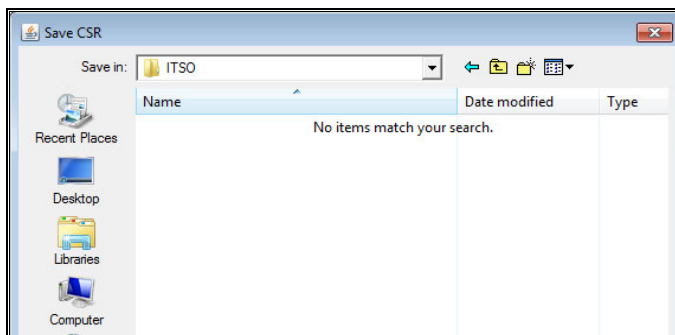 Save CSR
Save in: ITSO
Name Date modified Type
No items match your search.
Recent Places
Desktop
Libraries
Computer